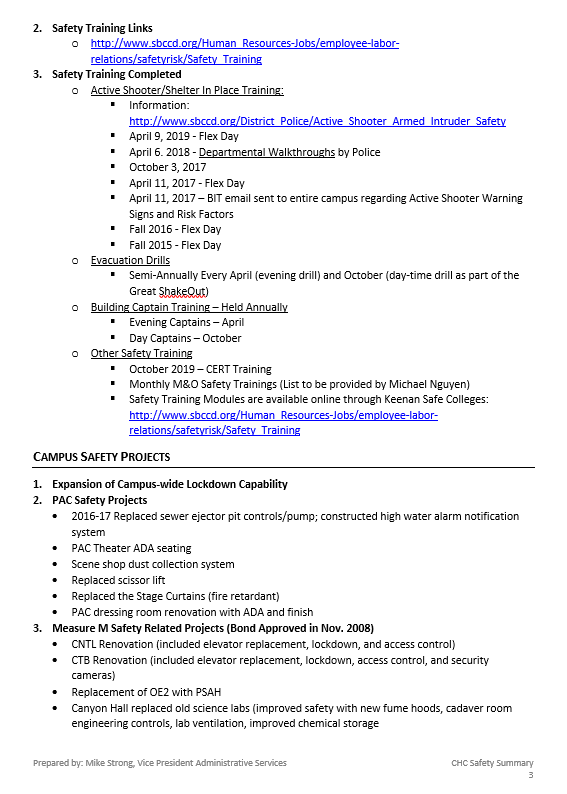 2. Safety Training Links
o http://www.sbccd.org/Human_Resources-Jobs/employee-labor-
relations/safetyrisk/Safety_Training
3. Safety Training Completed
o Active Shooter/Shelter In Place Training:
▪ Information:
http://www.sbccd.org/District_Police/Active_Shooter_Armed_Intruder_Safety
▪ April 9, 2019 - Flex Day
▪ April 6. 2018 - Departmental Walkthroughs by Police
▪ October 3, 2017
▪ April 11, 2017 - Flex Day
▪ April 11, 2017 – BIT email sent to entire campus regarding Active Shooter Warning
Signs and Risk Factors
▪ Fall 2016 - Flex Day
▪ Fall 2015 - Flex Day
o Evacuation Drills
▪ Semi-Annually Every April (evening drill) and October (day-time drill as part of the
Great ShakeOut)
o Building Captain Training – Held Annually
▪ Evening Captains – April
▪ Day Captains – October
o Other Safety Training
▪ October 2019 – CERT Training
▪ Monthly M&O Safety Trainings (List to be provided by Michael Nguyen)
▪ Safety Training Modules are available online through Keenan Safe Colleges:
http://www.sbccd.org/Human_Resources-Jobs/employee-labor-
relations/safetyrisk/Safety_Training
CAMPUS SAFETY PROJECTS
1. Expansion of Campus-wide Lockdown Capability
2. PAC Safety Projects
• 2016-17 Replaced sewer ejector pit controls/pump; constructed high water alarm notification
system
• PAC Theater ADA seating
• Scene shop dust collection system
• Replaced scissor lift
• Replaced the Stage Curtains (fire retardant)
• PAC dressing room renovation with ADA and finish
3. Measure M Safety Related Projects (Bond Approved in Nov. 2008)
• CNTL Renovation (included elevator replacement, lockdown, and access control)
• CTB Renovation (included elevator replacement, lockdown, access control, and security
cameras)
• Replacement of OE2 with PSAH
• Canyon Hall replaced old science labs (improved safety with new fume hoods, cadaver room
engineering controls, lab ventilation, improved chemical storage
Prepared by: Mike Strong, Vice President Administrative Services CHC Safety Summary
3